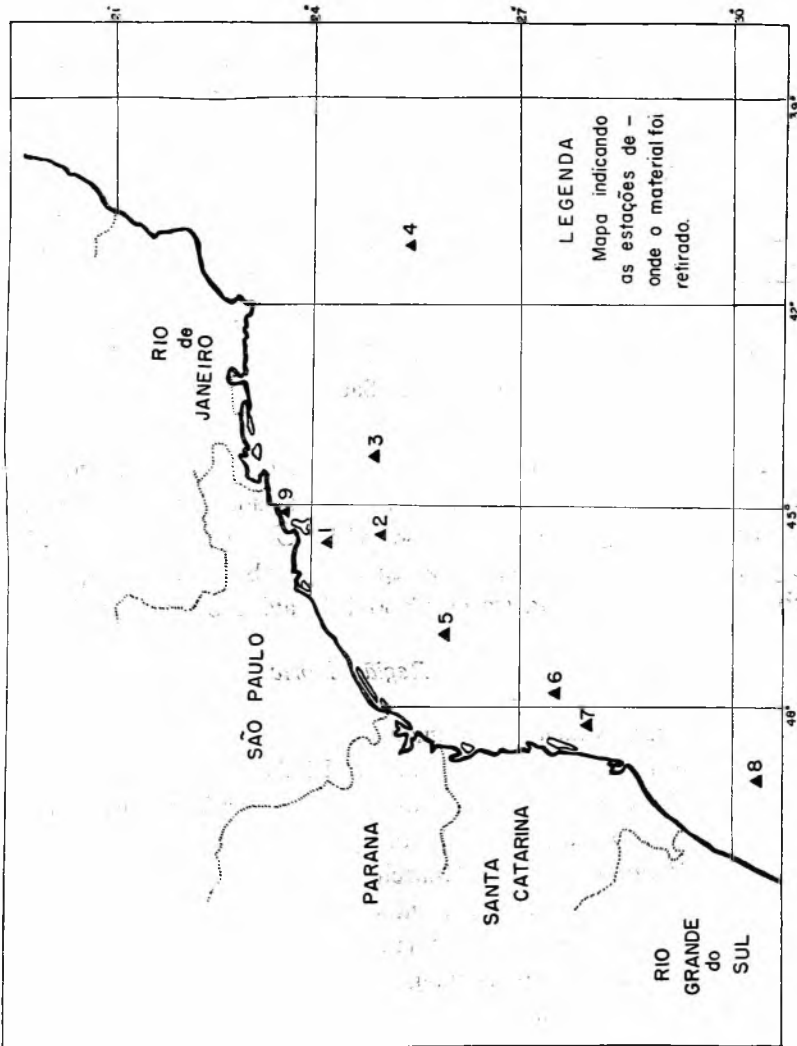 RIO
de
JANEIRO
SÃO PAULO
PARANA
SANTA
CATARINA
RIO
GRANDE
do
SUL
9
1
2
3
4
5
6
7
8
LEGENDA
Mapa indicando
as estações de -
onde o material foi
retirado.
21°
24°
27°
30°
48°
45°
42°
39°